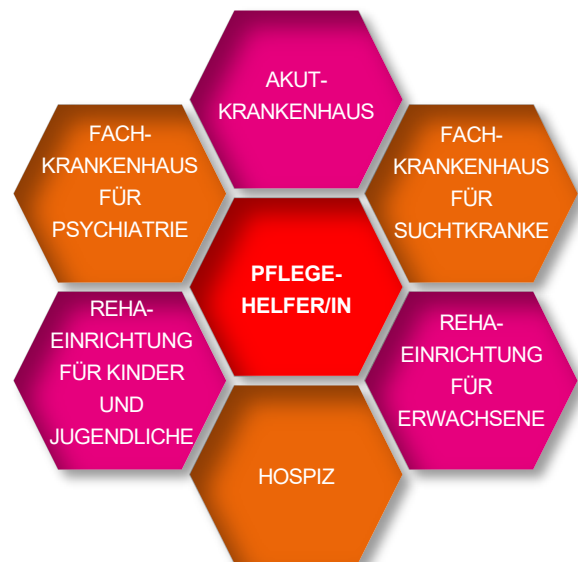 AKUT-
KRANKENHAUS
FACH-
KRANKENHAUS
FÜR
PSYCHIATRIE
FACH-
KRANKENHAUS
FÜR
SUCHTKRANKE
PFLEGE-
HELFER/IN
REHA-
EINRICHTUNG
FÜR KINDER
UND
JUGENDLICHE
REHA-
EINRICHTUNG
FÜR
ERWACHSENE
HOSPIZ